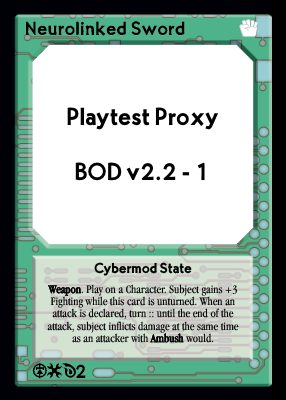 Neurolinked Sword
Playtest Proxy
BOD v2.2 - 1
Cybermod State
Weapon. Play on a Character. Subject gains +3
Fighting while this card is unturned. When an
attack is declared, turn :: until the end of the
attack, subject inflicts damage at the same time
as an attacker with Ambush would.
2